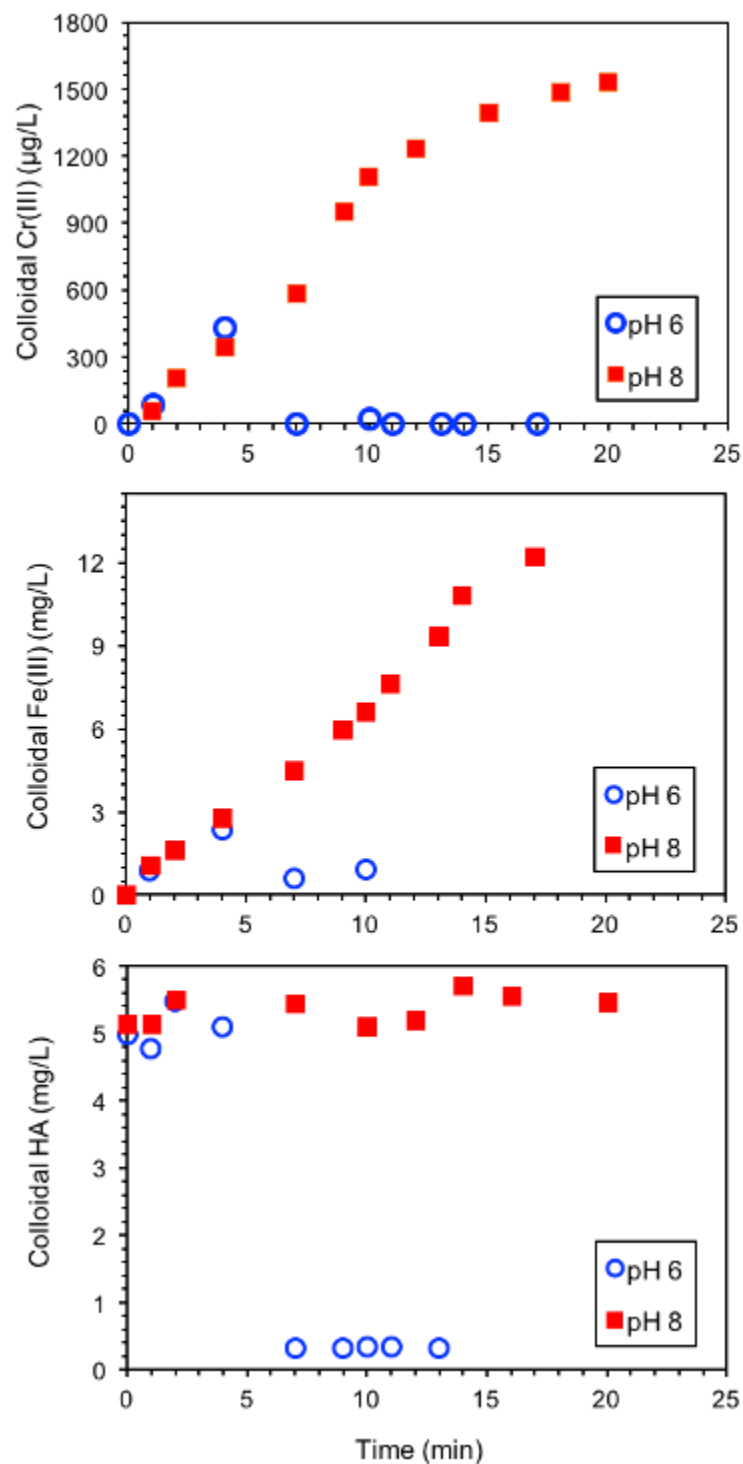 Colloidal Cr(III) (µg/L)
1800
1500
1200
900
600
300
0
pH 6
pH 8
0 5 10 15 20 25
Colloidal Fe(III) (mg/L)
12
9
6
3
0
pH 6
pH 8
0 5 10 15 20 25
Colloidal HA (mg/L)
6
5
4
3
2
1
0
pH 6
pH 8
0 5 10 15 20 25
Time (min)